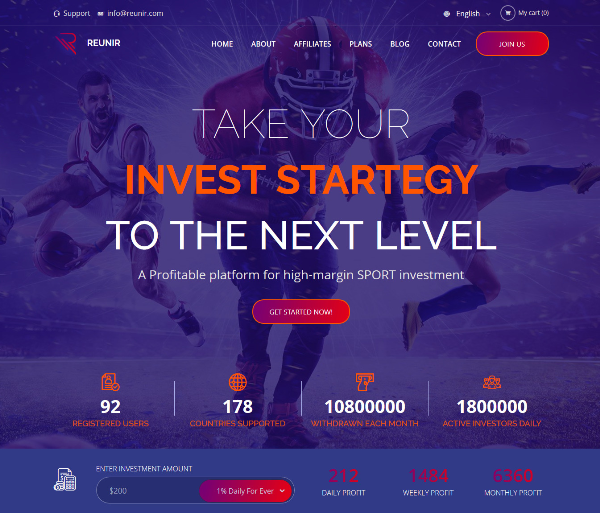 Support info@reunir.com English My cart (0)
REUNIR HOME ABOUT AFFILIATES PLANS BLOG CONTACT JOIN US
TAKE YOUR
INVEST STARTEGY
TO THE NEXT LEVEL
A Profitable platform for high-margin SPORT investment
GET STARTED NOW!
92 178 10800000 1800000
REGISTERED USERS COUNTRIES SUPPORTED WITHDRAWN EACH MONTH ACTIVE INVESTORS DAILY
ENTER INVESTMENT AMOUNT
$200 1% Daily For Ever
212 1484 6360
DAILY PROFIT WEEKLY PROFIT MONTHLY PROFIT